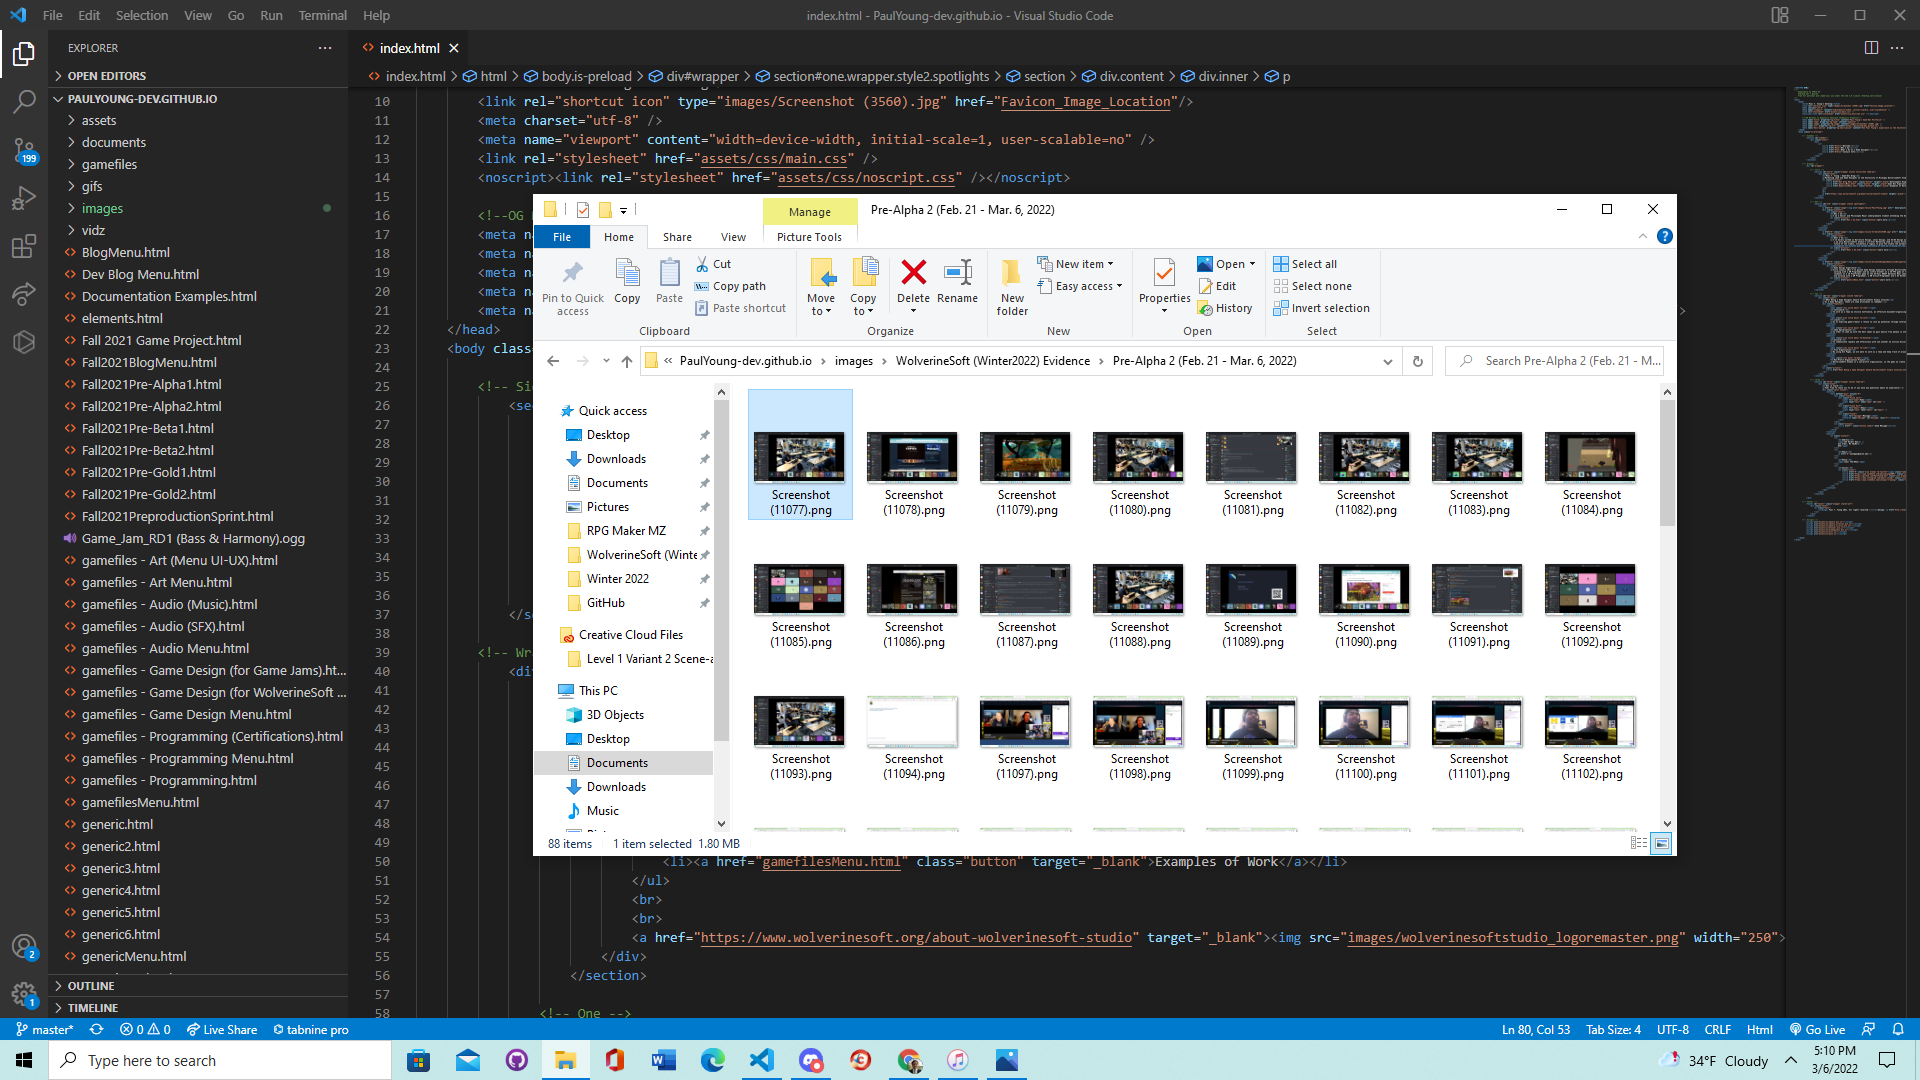 File Edit Selection View Go Run Terminal Help
index.html - PaulYoung-dev.github.io - Visual Studio Code
EXPLORER
index.html
OPEN EDITORS
index.html > html > body.is-preload > div#wrapper > section#one.wrapper.style2.spotlights > section > div.content > div.inner > p
PAULYOUNG-DEV.GITHUB.IO
assets
documents
gamefiles
gifs
images
vidz
BlogMenu.html
Dev Blog Menu.html
Documentation Examples.html
elements.html
Fall 2021 Game Project.html
Fall2021BlogMenu.html
Fall2021Pre-Alpha1.html
Fall2021Pre-Alpha2.html
Fall2021Pre-Beta1.html
Fall2021Pre-Beta2.html
Fall2021Pre-Gold1.html
Fall2021Pre-Gold2.html
Fall2021PreproductionSprint.html
Game_Jam_RD1 (Bass & Harmony).ogg
gamefiles - Art (Menu UI-UX).html
gamefiles - Art Menu.html
gamefiles - Audio (Music).html
gamefiles - Audio (SFX).html
gamefiles - Audio Menu.html
gamefiles - Game Design (for Game Jams).ht...
gamefiles - Game Design (for WolverineSoft ...
gamefiles - Game Design Menu.html
gamefiles - Programming (Certifications).html
gamefiles - Programming Menu.html
gamefiles - Programming.html
gamefilesMenu.html
generic.html
generic2.html
generic3.html
generic4.html
generic5.html
generic6.html
genericMenu.html
OUTLINE
TIMELINE
199
2
1
10 <link rel="shortcut icon" type="images/Screenshot (3560).jpg" href="Favicon_Image_Location"/>
11 <meta charset="utf-8" />
12 <meta name="viewport" content="width=device-width, initial-scale=1, user-scalable=no" />
13 <link rel="stylesheet" href="assets/css/main.css" />
14 <noscript><link rel="stylesheet" href="assets/css/noscript.css" /></noscript>
15
16 <!--OG
17 <meta na
18 <meta na
19 <meta na
20 <meta na
21 <meta na >
22 </head>
23 <body clas
24
25 <!-- Si
26 <se
27
28
29
30
31
32
33
34
35
36
37 </s
38
39 <!-- Wr
40 <di
41
42
43
44
45
46
47
48
49
50 <li><a href="gamefilesMenu.html" class="button" target="_blank">Examples of Work</a></li>
51 </ul>
52 <br>
53 <br>
54 <a href="https://www.wolverinesoft.org/about-wolverinesoft-studio" target="_blank"><img src="images/wolverinesoftstudio_logoremaster.png" width="250">
55 </div>
56 </section>
57
58 <!-- One -->
Manage
Pre-Alpha 2 (Feb. 21 - Mar. 6, 2022)
File Home Share View Picture Tools
Pin to Quick access
Copy
Paste
Cut
Copy path
Paste shortcut
Clipboard
Move to
Copy to
Delete
Rename
Organize
New folder
New item
Easy access
New
Properties
Open
Edit
History
Open
Select all
Select none
Invert selection
Select
« PaulYoung-dev.github.io > images > WolverineSoft (Winter2022) Evidence > Pre-Alpha 2 (Feb. 21 - Mar. 6, 2022)
Search Pre-Alpha 2 (Feb. 21 - M...
Quick access
Desktop
Downloads
Documents
Pictures
RPG Maker MZ
WolverineSoft (Winte
Winter 2022
GitHub
Creative Cloud Files
Level 1 Variant 2 Scene-a
This PC
3D Objects
Desktop
Documents
Downloads
Music
Screenshot (11077).png
Screenshot (11078).png
Screenshot (11079).png
Screenshot (11080).png
Screenshot (11081).png
Screenshot (11082).png
Screenshot (11083).png
Screenshot (11084).png
Screenshot (11085).png
Screenshot (11086).png
Screenshot (11087).png
Screenshot (11088).png
Screenshot (11089).png
Screenshot (11090).png
Screenshot (11091).png
Screenshot (11092).png
Screenshot (11093).png
Screenshot (11094).png
Screenshot (11097).png
Screenshot (11098).png
Screenshot (11099).png
Screenshot (11100).png
Screenshot (11101).png
Screenshot (11102).png
88 items 1 item selected 1.80 MB
master* 0 0 Live Share tabnine pro
Ln 80, Col 53 Tab Size: 4 UTF-8 CRLF Html Go Live
Type here to search
34°F Cloudy
5:10 PM
3/6/2022